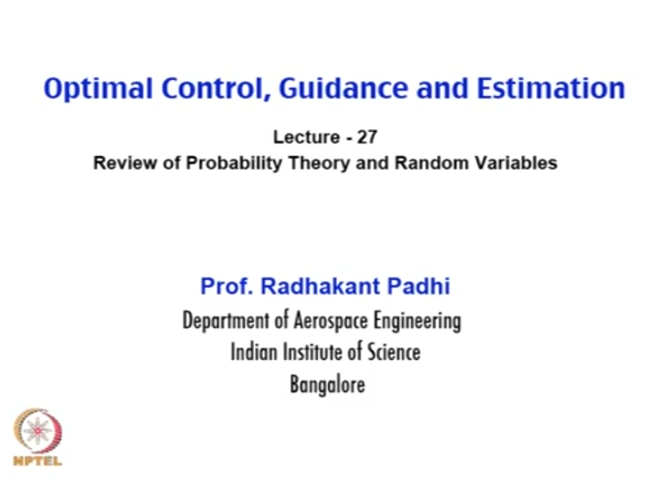 Optimal Control, Guidance and Estimation
Lecture - 27
Review of Probability Theory and Random Variables
Prof. Radhakant Padhi
Department of Aerospace Engineering
Indian Institute of Science
Bangalore
NPTEL